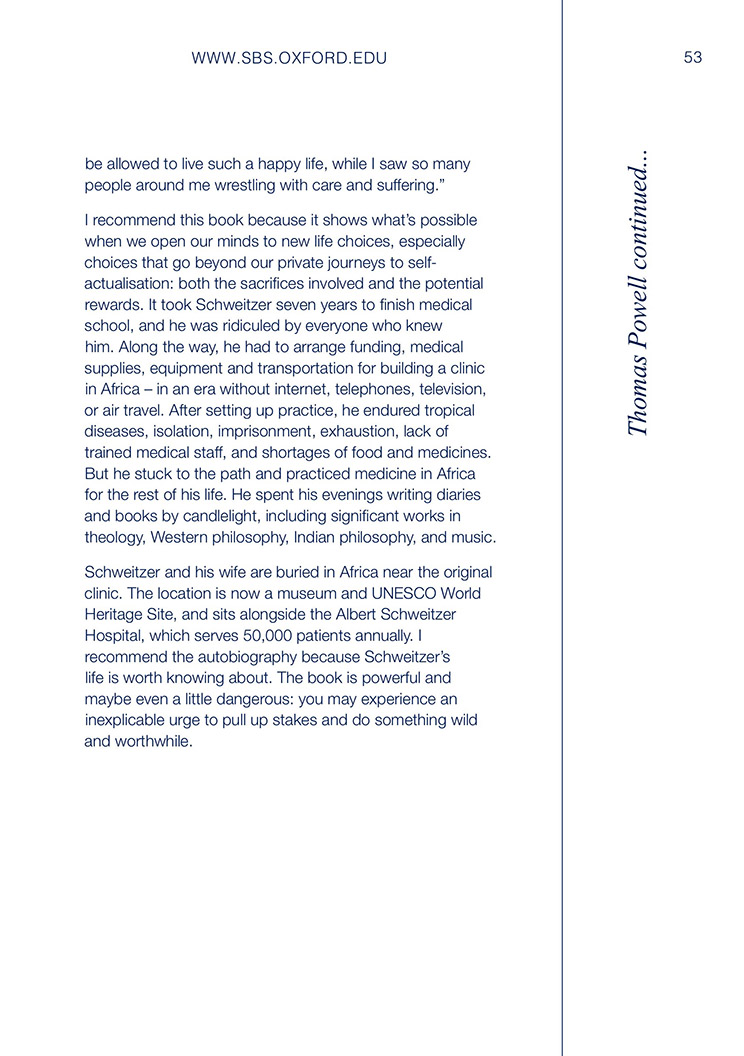 WWW.SBS.OXFORD.EDU
53
be allowed to live such a happy life, while I saw so many
people around me wrestling with care and suffering.”
I recommend this book because it shows what’s possible
when we open our minds to new life choices, especially
choices that go beyond our private journeys to self-
actualisation: both the sacrifices involved and the potential
rewards. It took Schweitzer seven years to finish medical
school, and he was ridiculed by everyone who knew
him. Along the way, he had to arrange funding, medical
supplies, equipment and transportation for building a clinic
in Africa – in an era without internet, telephones, television,
or air travel. After setting up practice, he endured tropical
diseases, isolation, imprisonment, exhaustion, lack of
trained medical staff, and shortages of food and medicines.
But he stuck to the path and practiced medicine in Africa
for the rest of his life. He spent his evenings writing diaries
and books by candlelight, including significant works in
theology, Western philosophy, Indian philosophy, and music.
Schweitzer and his wife are buried in Africa near the original
clinic. The location is now a museum and UNESCO World
Heritage Site, and sits alongside the Albert Schweitzer
Hospital, which serves 50,000 patients annually. I
recommend the autobiography because Schweitzer’s
life is worth knowing about. The book is powerful and
maybe even a little dangerous: you may experience an
inexplicable urge to pull up stakes and do something wild
and worthwhile.
Thomas Powell continued...